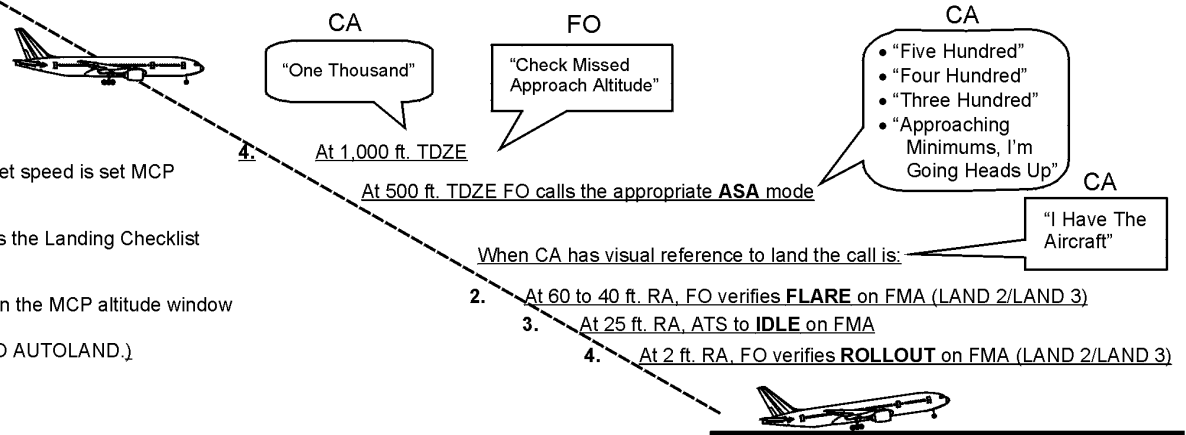 CA
FO
CA
“One Thousand”
“Check Missed
Approach Altitude”
• “Five Hundred”
• “Four Hundred”
• “Three Hundred”
• “Approaching
Minimums, I’m
Going Heads Up”
4. At 1,000 ft. TDZE
et speed is set MCP
At 500 ft. TDZE FO calls the appropriate ASA mode
CA
“I Have The
Aircraft”
s the Landing Checklist
When CA has visual reference to land the call is:
n the MCP altitude window
2. At 60 to 40 ft. RA, FO verifies FLARE on FMA (LAND 2/LAND 3)
3. At 25 ft. RA, ATS to IDLE on FMA
O AUTOLAND.)
4. At 2 ft. RA, FO verifies ROLLOUT on FMA (LAND 2/LAND 3)